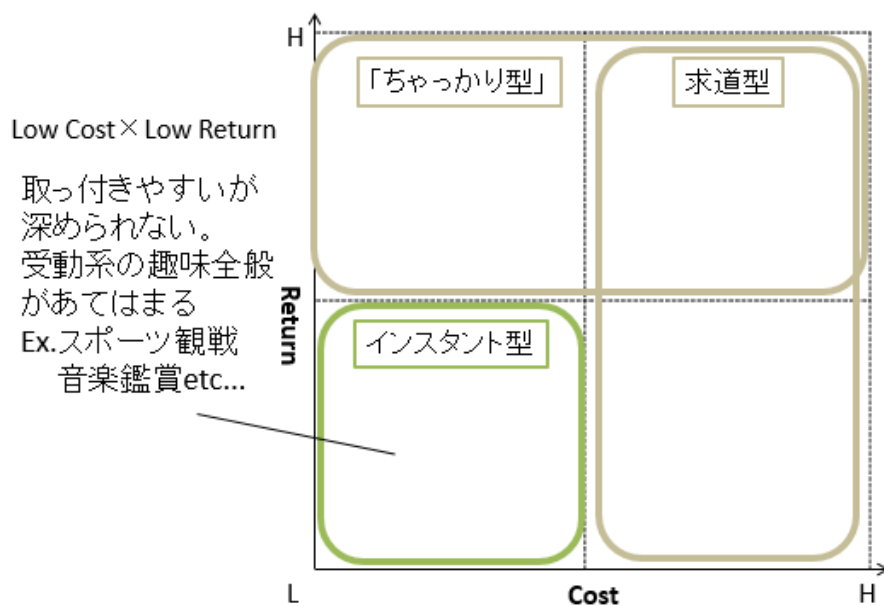 H
「ちゃっかり型」
求道型
Low Cost×Low Return
取っ付きやすいが
深められない。
受動系の趣味全般
があてはまる
Ex.スポーツ観戦
音楽鑑賞etc...
Return
インスタント型
L
Cost
H